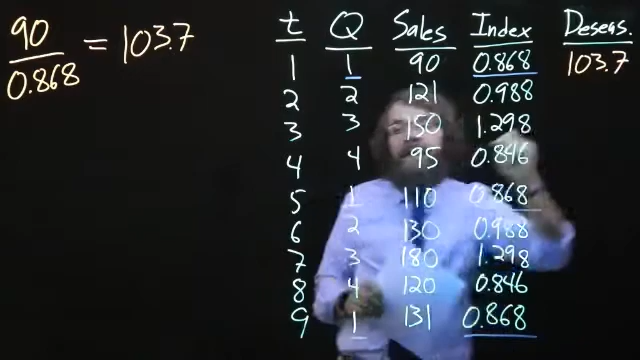 90
0.868 = 103.7
t Q Sales Index Deseas.
1 1 90 0.868 103.7
2 2 121 0.988
3 3 150 1.298
4 4 95 0.846
5 1 110 0.868
6 2 130 0.988
7 3 180 1.298
8 4 120 0.846
9 1 131 0.868